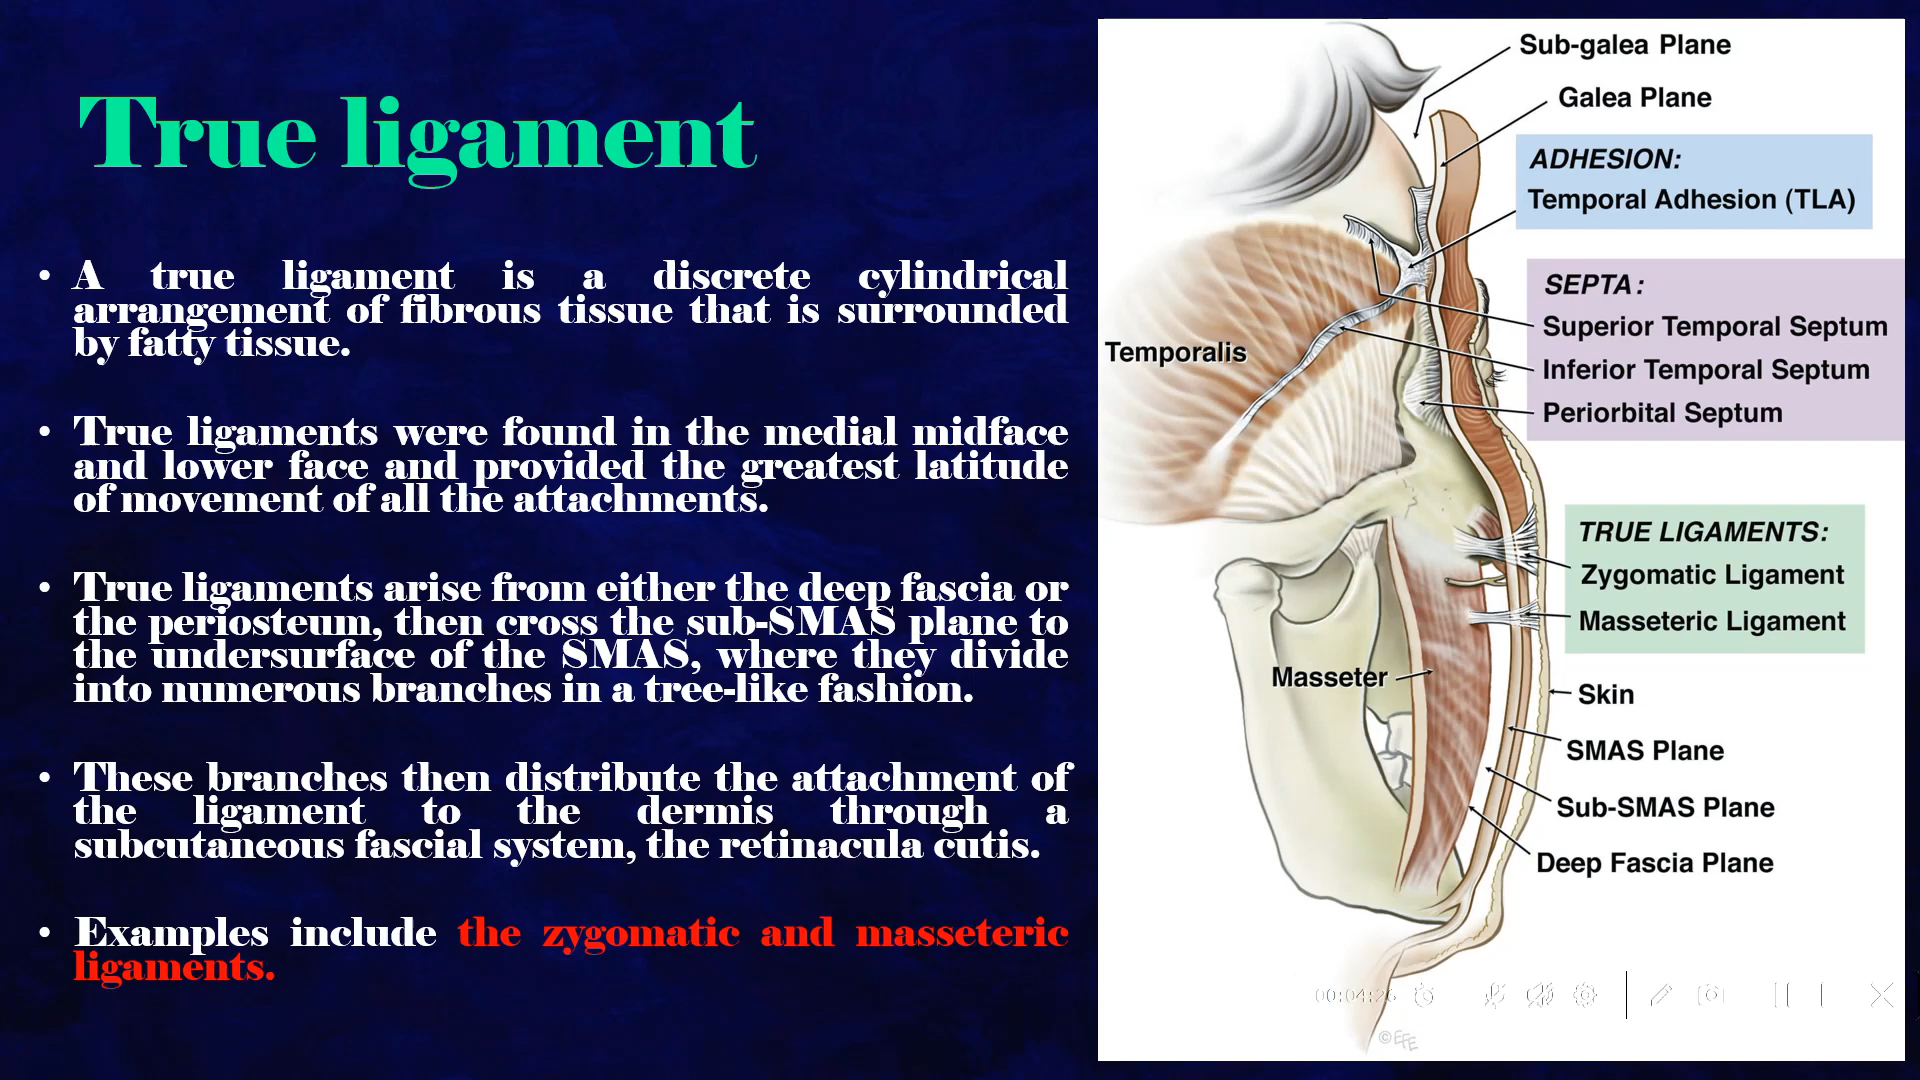 True ligament
• A true ligament is a discrete cylindrical
arrangement of fibrous tissue that is surrounded
by fatty tissue.
• True ligaments were found in the medial midface
and lower face and provided the greatest latitude
of movement of all the attachments.
• True ligaments arise from either the deep fascia or
the periosteum, then cross the sub-SMAS plane to
the undersurface of the SMAS, where they divide
into numerous branches in a tree-like fashion.
• These branches then distribute the attachment of
the ligament to the dermis through a
subcutaneous fascial system, the retinacula cutis.
• Examples include the zygomatic and masseteric
ligaments.
Sub-galea Plane
Galea Plane
ADHESION:
Temporal Adhesion (TLA)
SEPTA:
Superior Temporal Septum
Inferior Temporal Septum
Periorbital Septum
Temporalis
TRUE LIGAMENTS:
Zygomatic Ligament
Masseteric Ligament
Masseter
Skin
SMAS Plane
Sub-SMAS Plane
Deep Fascia Plane
00:04:26
©EFE